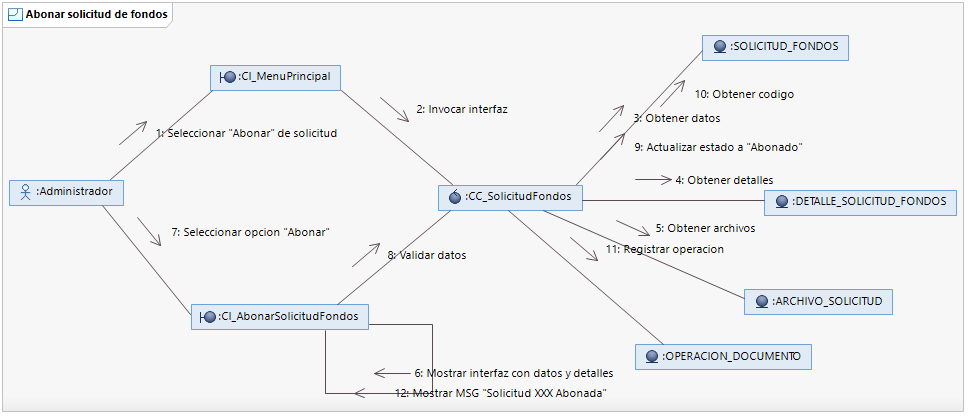 Abonar solicitud de fondos
:SOLICITUD_FONDOS
:CI_MenuPrincipal
10: Obtener codigo
2: Invocar interfaz
3: Obtener datos
1: Seleccionar "Abonar" de solicitud
9: Actualizar estado a "Abonado"
4: Obtener detalles
:Administrador
:CC_SolicitudFondos
:DETALLE_SOLICITUD_FONDOS
7: Seleccionar opcion "Abonar"
5: Obtener archivos
11: Registrar operacion
8: Validar datos
:ARCHIVO_SOLICITUD
:CI_AbonarSolicitudFondos
:OPERACION_DOCUMENTO
6: Mostrar interfaz con datos y detalles
12: Mostrar MSG "Solicitud XXX Abonada"